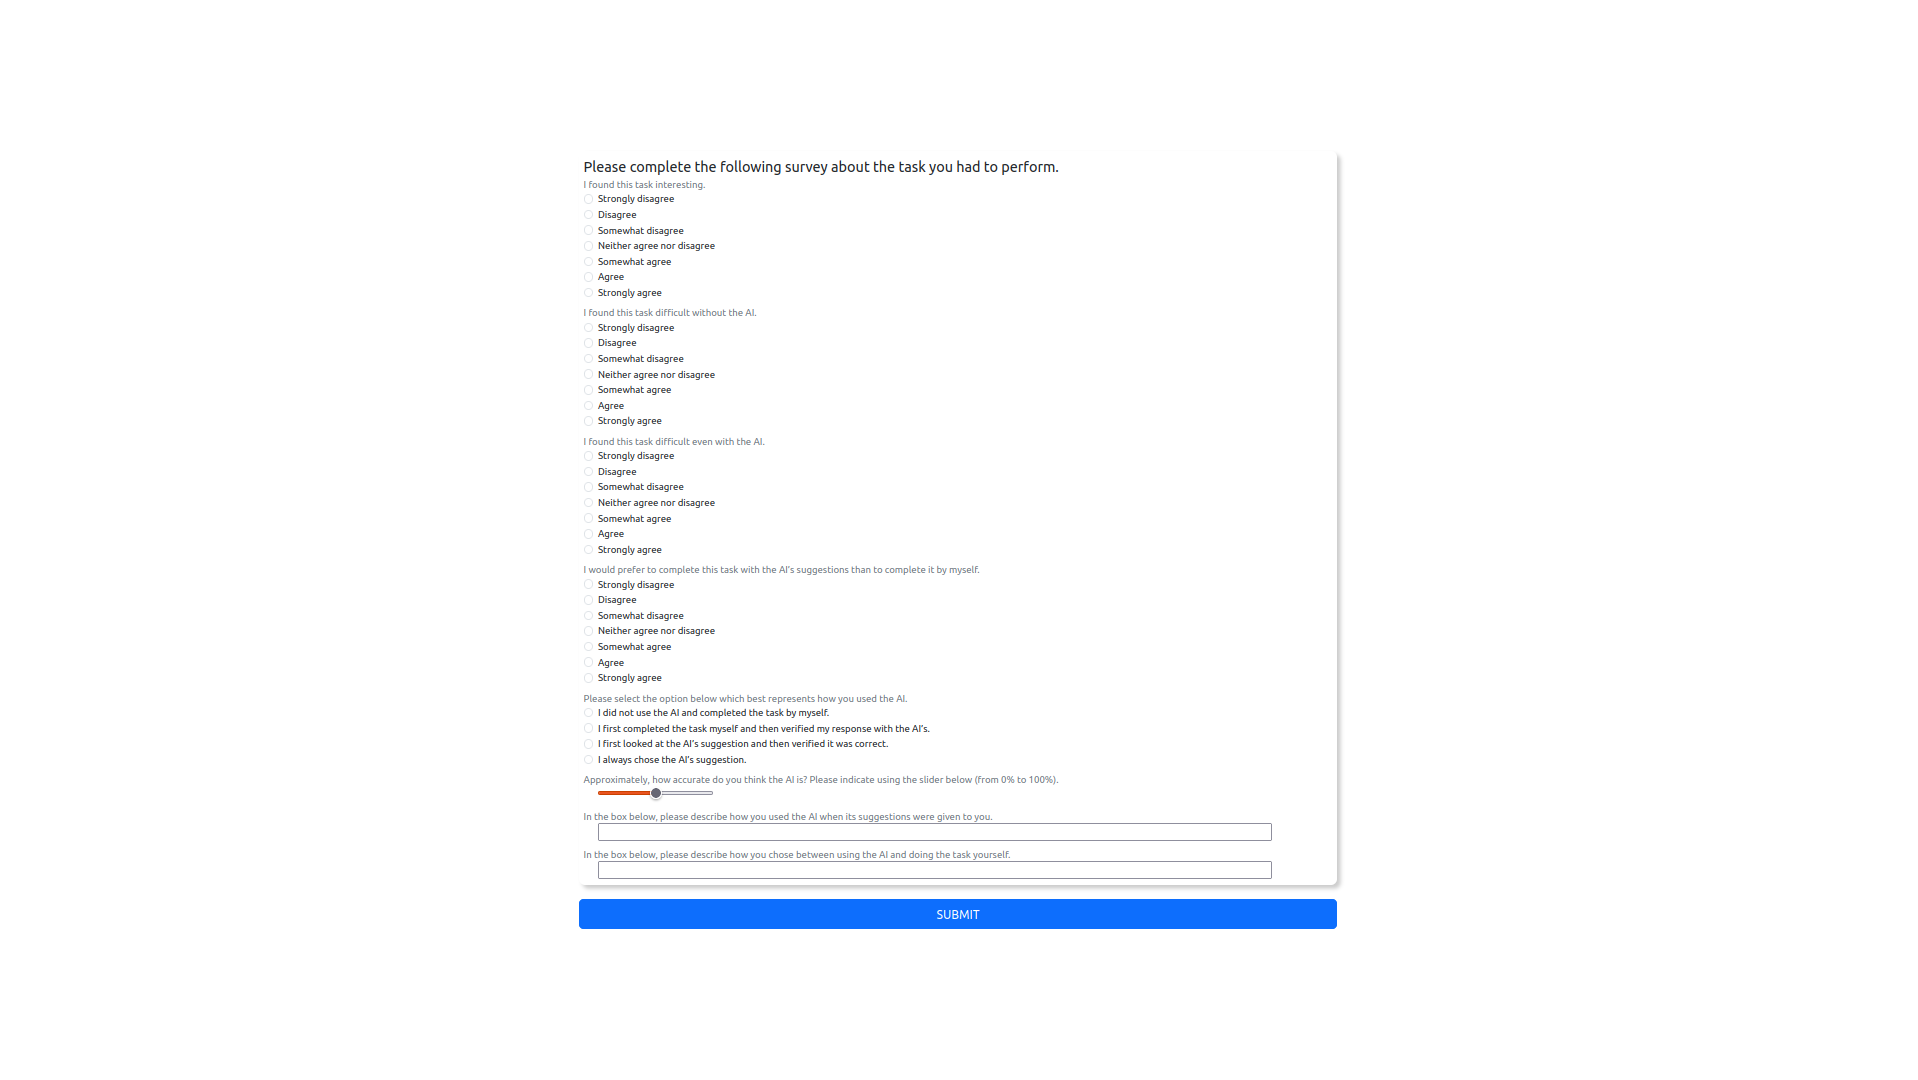 Please complete the following survey about the task you had to perform.
I found this task interesting.
Strongly disagree
Disagree
Somewhat disagree
Neither agree nor disagree
Somewhat agree
Agree
Strongly agree
I found this task difficult without the AI.
Strongly disagree
Disagree
Somewhat disagree
Neither agree nor disagree
Somewhat agree
Agree
Strongly agree
I found this task difficult even with the AI.
Strongly disagree
Disagree
Somewhat disagree
Neither agree nor disagree
Somewhat agree
Agree
Strongly agree
I would prefer to complete this task with the AI's suggestions than to complete it by myself.
Strongly disagree
Disagree
Somewhat disagree
Neither agree nor disagree
Somewhat agree
Agree
Strongly agree
Please select the option below which best represents how you used the AI.
I did not use the AI and completed the task by myself.
I first completed the task myself and then verified my response with the AI's.
I first looked at the AI's suggestion and then verified it was correct.
I always chose the AI's suggestion.
Approximately, how accurate do you think the AI is? Please indicate using the slider below (from 0% to 100%).
In the box below, please describe how you used the AI when its suggestions were given to you.
In the box below, please describe how you chose between using the AI and doing the task yourself.
SUBMIT